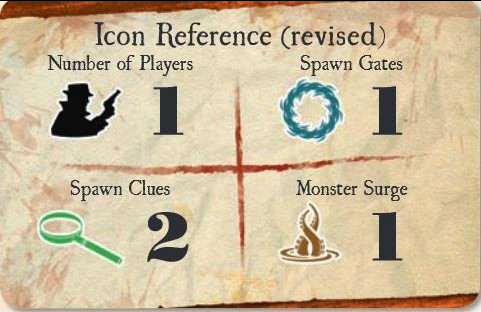 Icon Reference (revised)
Number of Players
1
Spawn Gates
1
Spawn Clues
2
Monster Surge
1